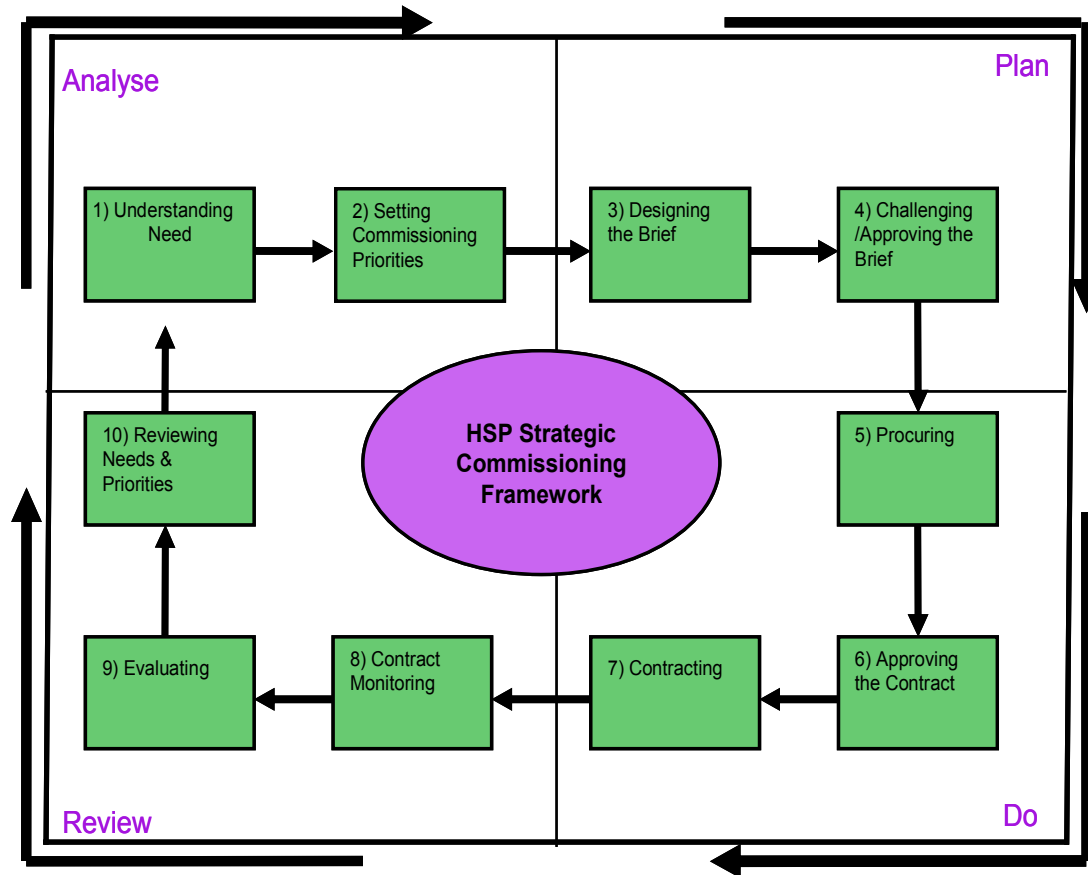 Analyse
Plan
1) Understanding
Need
2) Setting
Commissioning
Priorities
3) Designing
the Brief
4) Challenging
/Approving the
Brief
HSP Strategic
Commissioning
Framework
10) Reviewing
Needs &
Priorities
5) Procuring
9) Evaluating
8) Contract
Monitoring
7) Contracting
6) Approving
the Contract
Review
Do